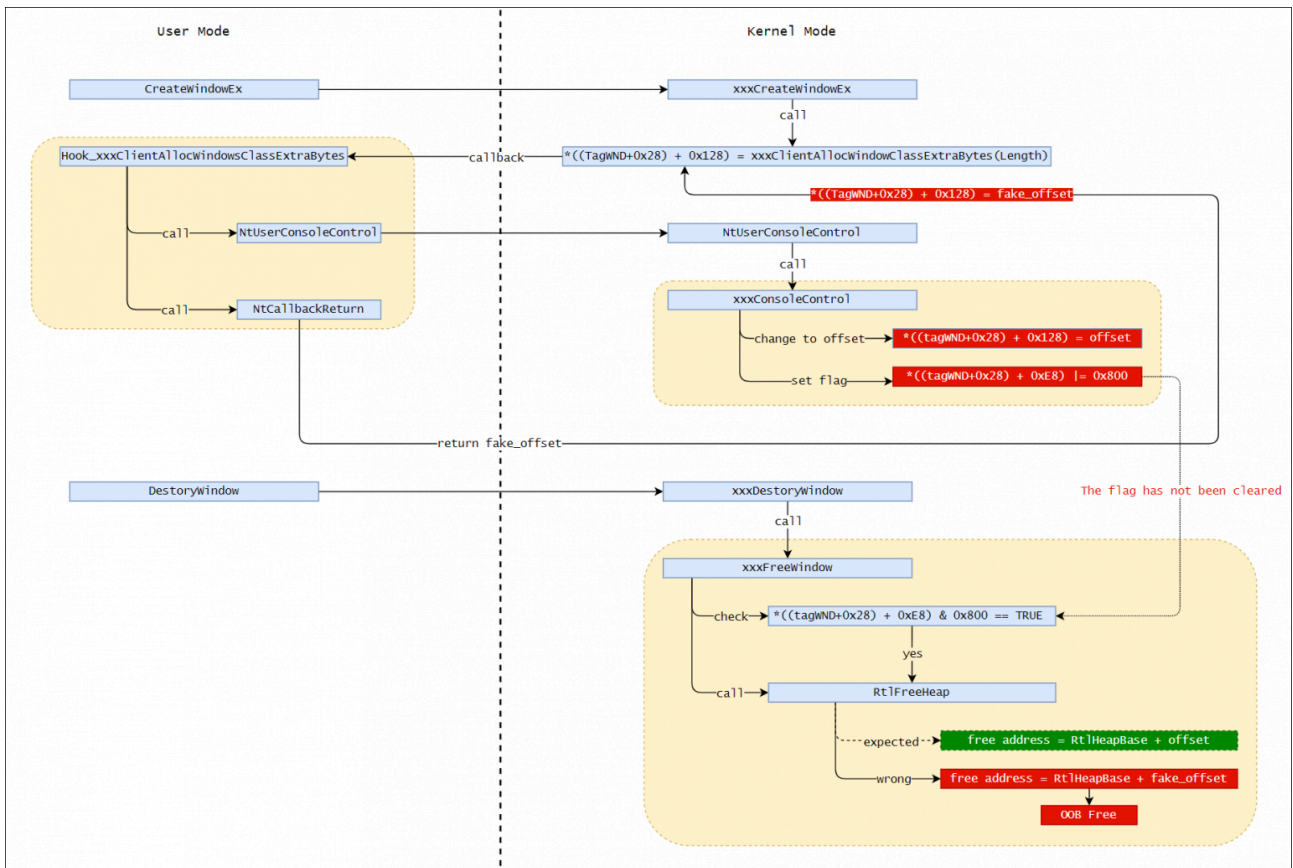 User Mode
Kernel Mode
CreateWindowEx
xxxCreateWindowEx
call
Hook_xxxClientAllocWindowsClassExtraBytes
callback
*((TagWND+0x28) + 0x128) = xxxClientAllocWindowClassExtraBytes(Length)
*((TagWND+0x28) + 0x128) = fake_offset
call
NtUserConsoleControl
NtUserConsoleControl
call
xxxConsoleControl
call
NtCallbackReturn
change to offset
*((tagWND+0x28) + 0x128) = offset
set flag
*((tagWND+0x28) + 0xE8) |= 0x800
return fake_offset
DestoryWindow
xxxDestoryWindow
The flag has not been cleared
call
xxxFreeWindow
check
*((tagWND+0x28) + 0xE8) & 0x800 == TRUE
yes
call
RtlFreeHeap
expected
free address = RtlHeapBase + offset
wrong
free address = RtlHeapBase + fake_offset
OOB Free